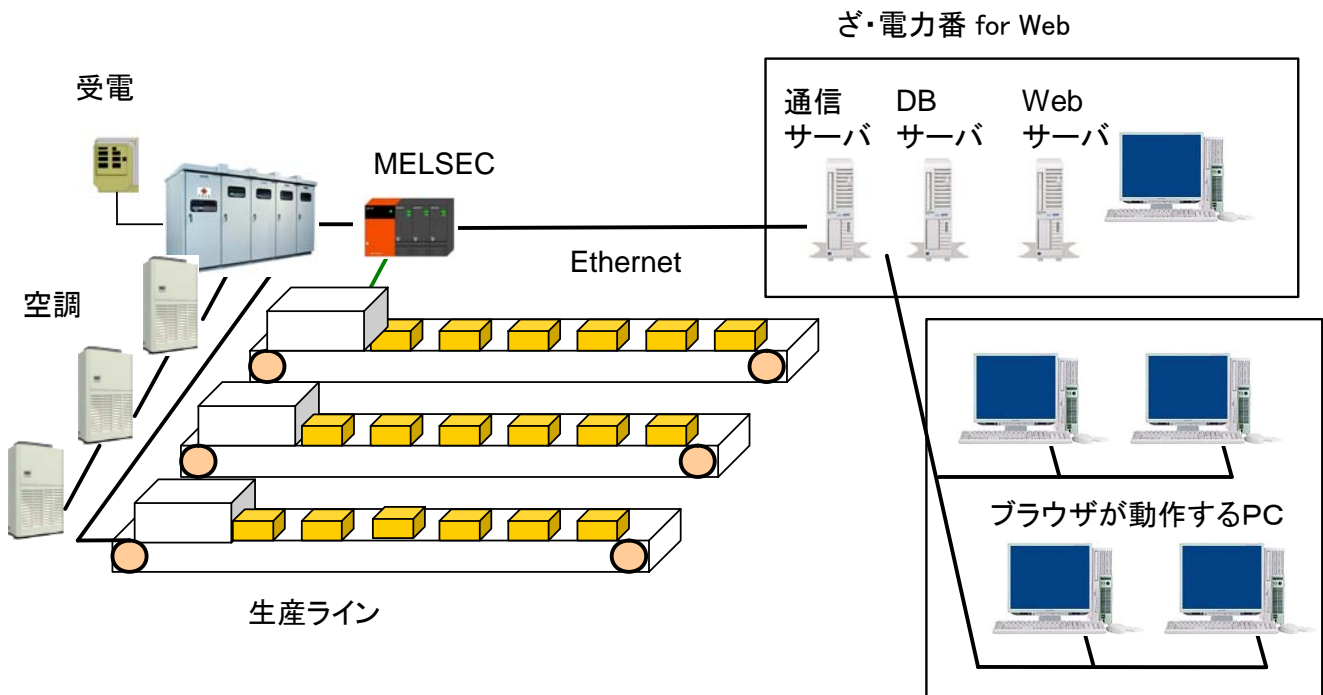 ざ・電力番 for Web
受電
通信
サーバ
DB
サーバ
Web
サーバ
MELSEC
Ethernet
空調
ブラウザが動作するPC
生産ライン